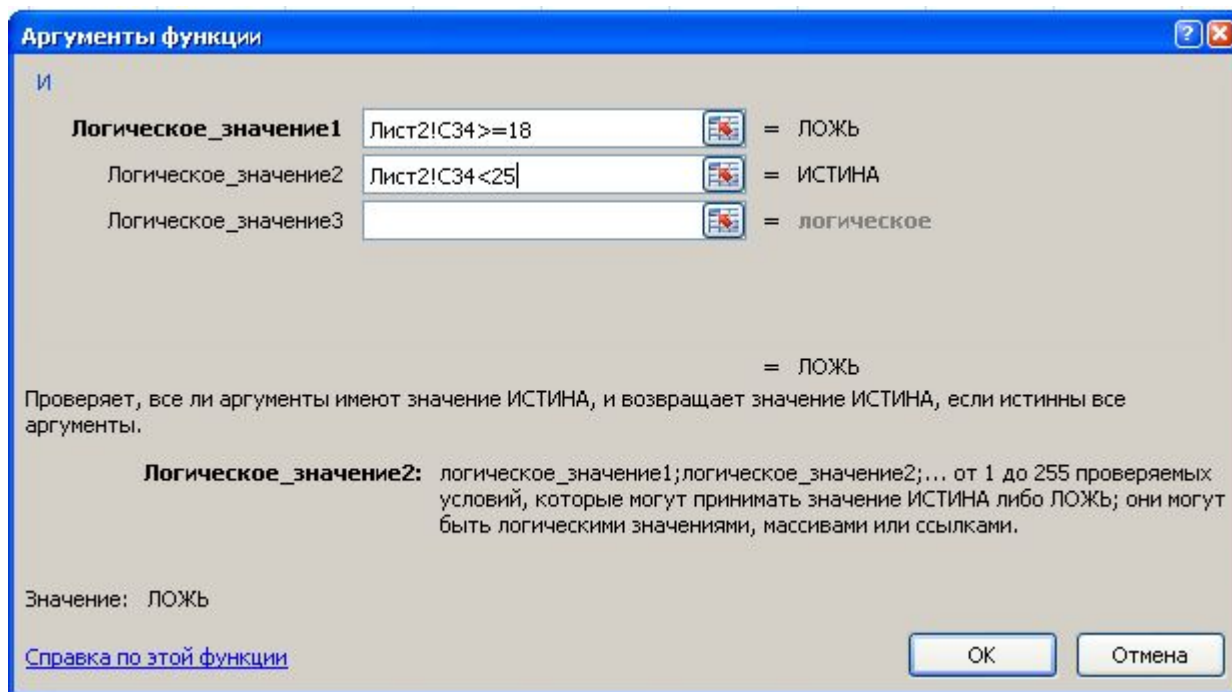 Аргументы функции
И
Логическое_значение1 Лист2!C34>=18 = ЛОЖЬ
Логическое_значение2 Лист2!C34<25 = ИСТИНА
Логическое_значение3 = логическое
= ЛОЖЬ
Проверяет, все ли аргументы имеют значение ИСТИНА, и возвращает значение ИСТИНА, если истинны все
аргументы.
Логическое_значение2: логическое_значение1;логическое_значение2;... от 1 до 255 проверяемых
условий, которые могут принимать значение ИСТИНА либо ЛОЖЬ; они могут
быть логическими значениями, массивами или ссылками.
Значение: ЛОЖЬ
Справка по этой функции
ОК
Отмена